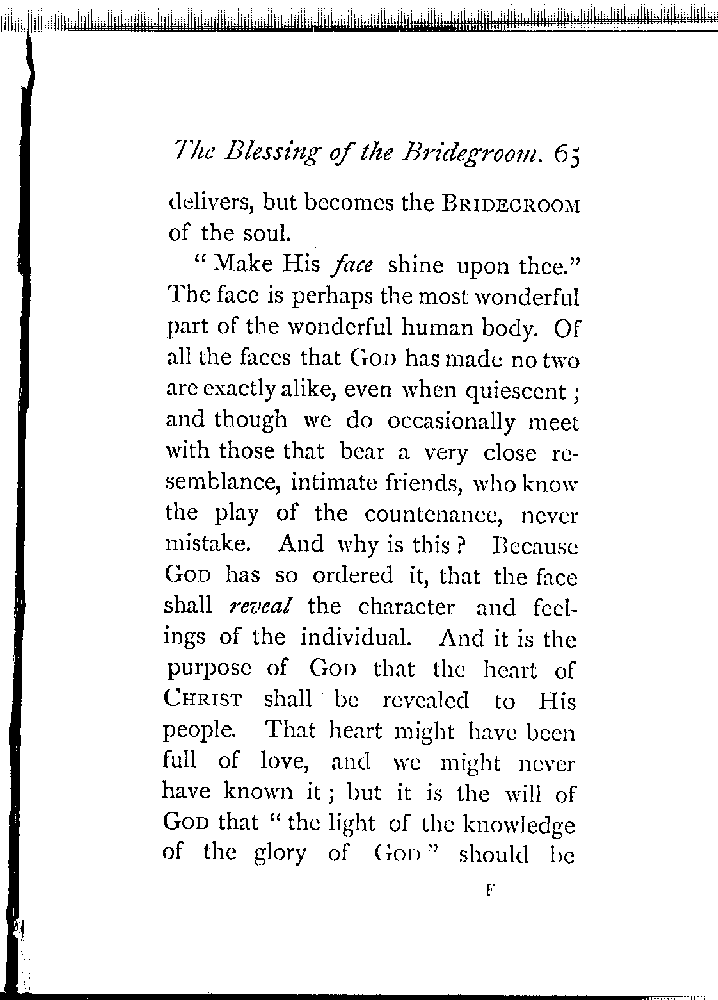 The Blessing of the Bridegroom. 65
delivers, but becomes the BRIDEGROOM
of the soul.
“ Make His face shine upon thee.”
The face is perhaps the most wonderful
part of the wonderful human body. Of
all the faces that GOD has made no two
are exactly alike, even when quiescent ;
and though we do occasionally meet
with those that bear a very close re-
semblance, intimate friends, who know
the play of the countenance, never
mistake. And why is this ? Because
GOD has so ordered it, that the face
shall reveal the character and feel-
ings of the individual. And it is the
purpose of GOD that the heart of
CHRIST shall be revealed to His
people. That heart might have been
full of love, and we might never
have known it ; but it is the will of
GOD that “ the light of the knowledge
of the glory of GOD ” should be
F